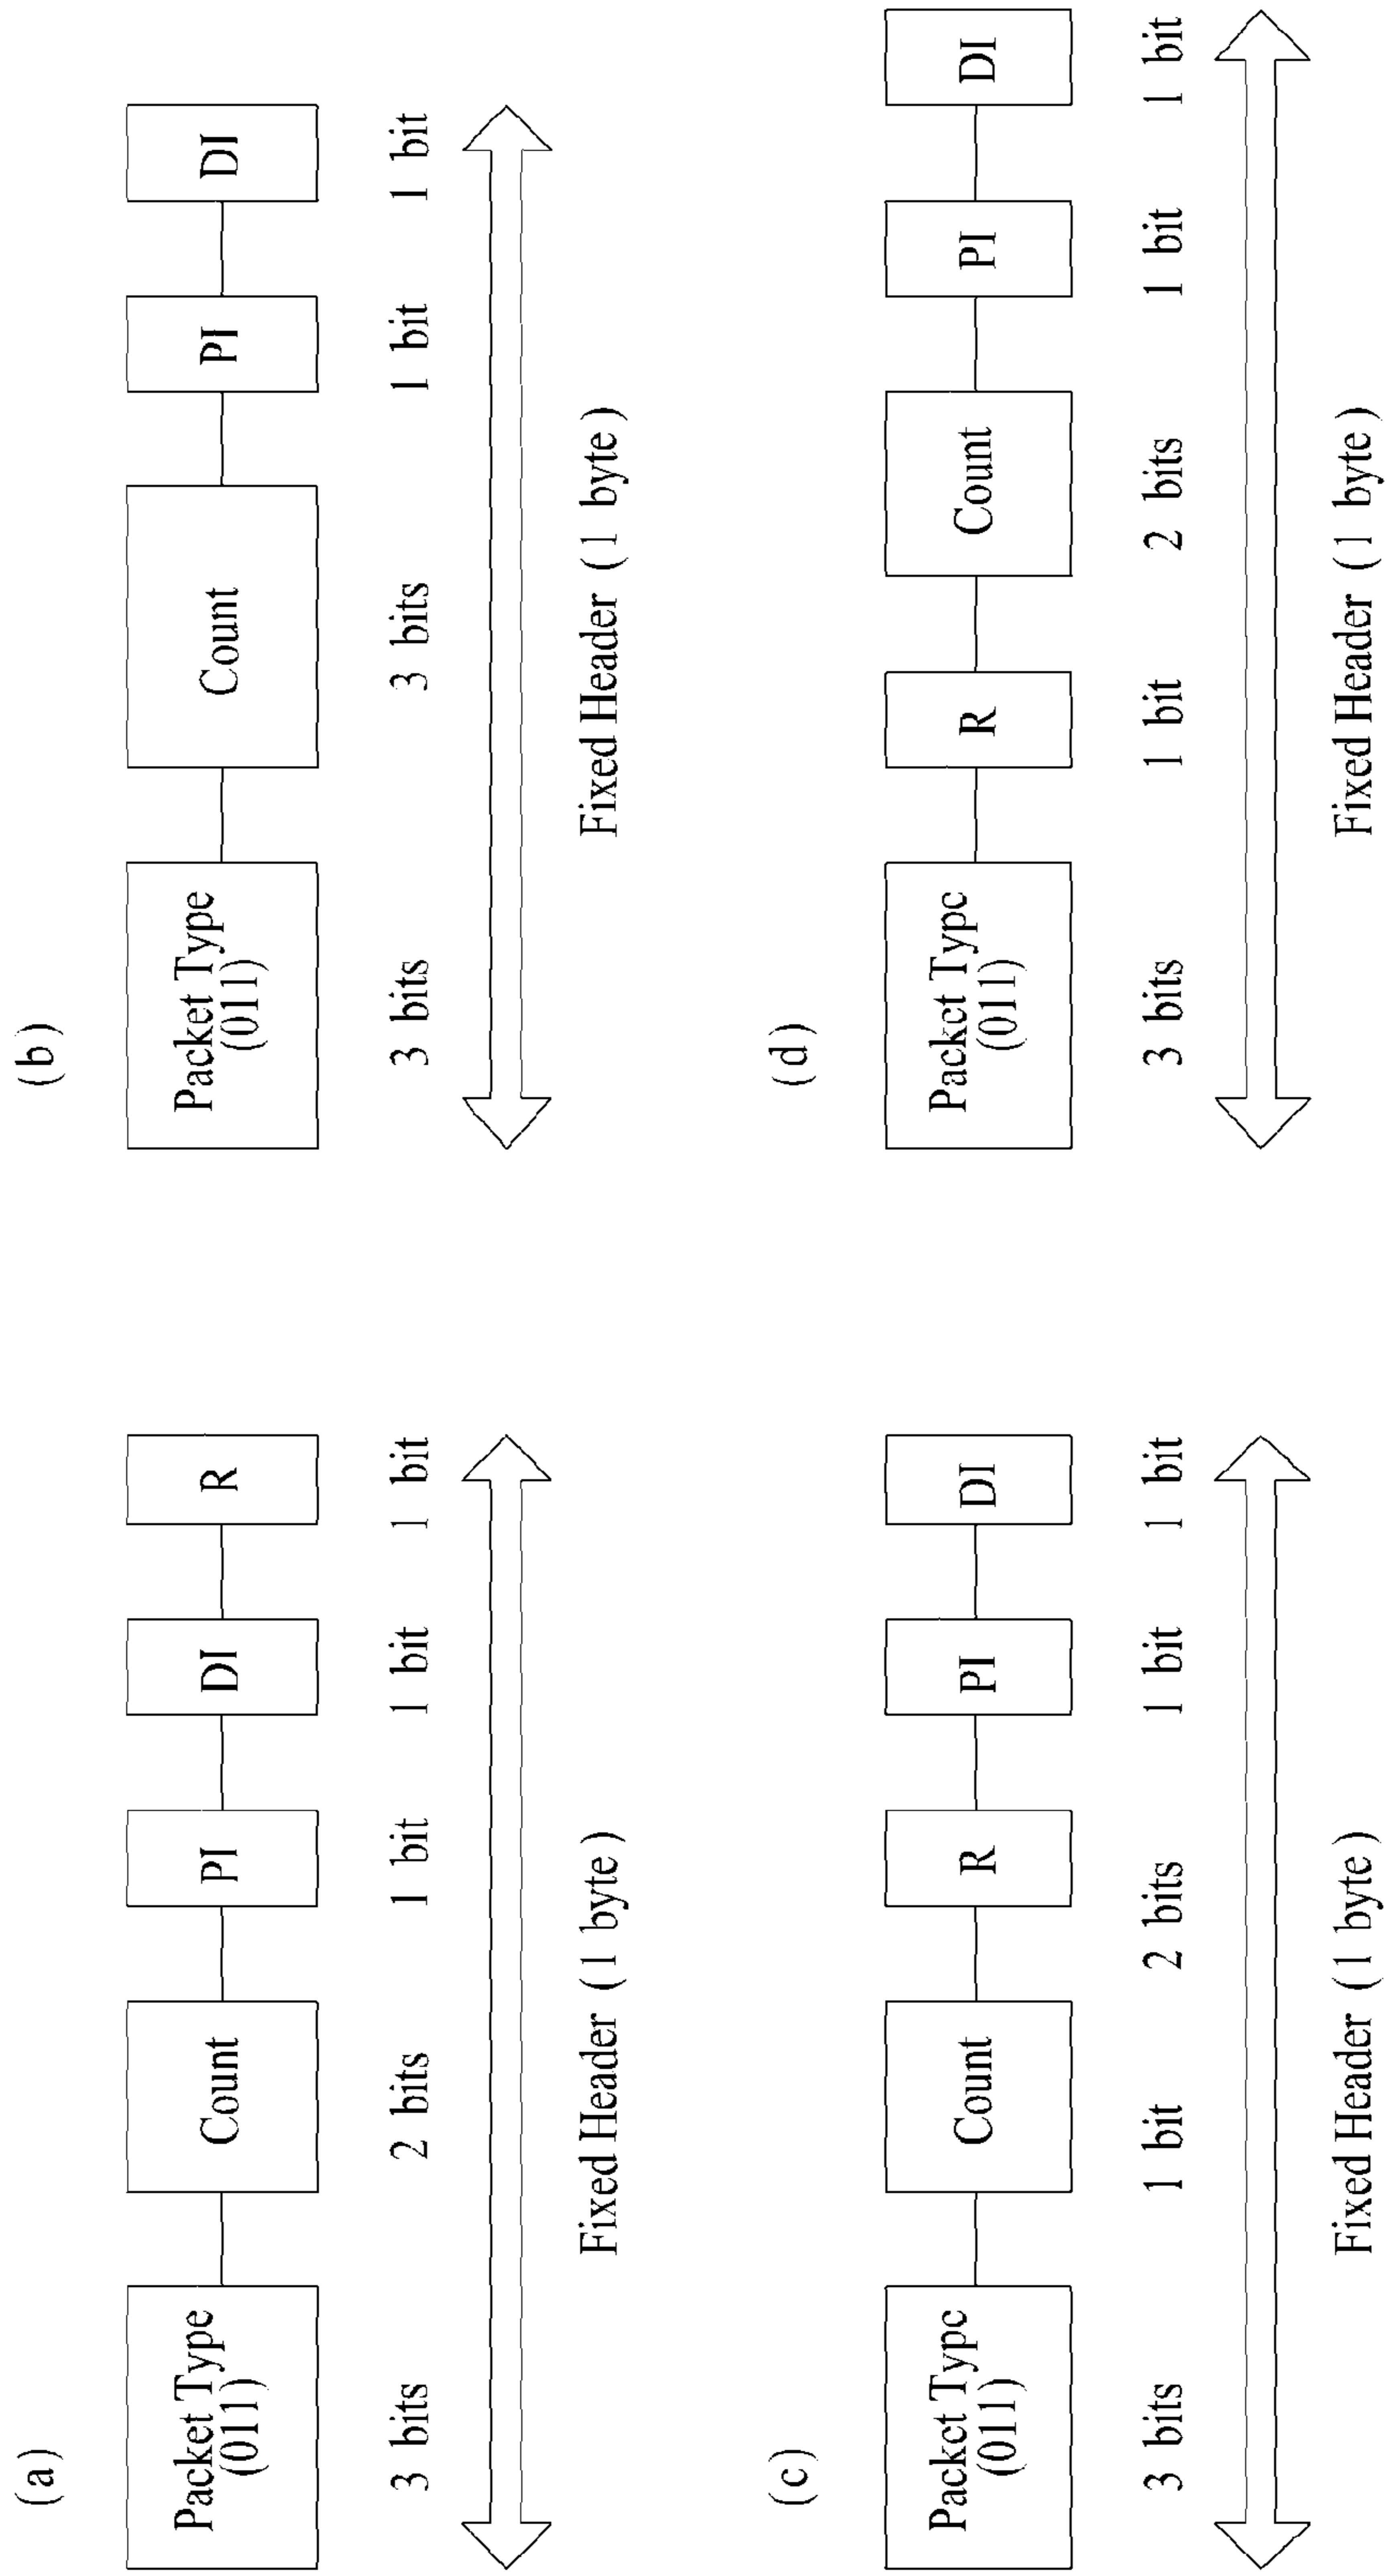 (a)
Packet Type
(011)
Count
PI
DI
R
3 bits
2 bits
1 bit
1 bit
1 bit
Fixed Header (1 byte)
(b)
Packet Type
(011)
Count
PI
DI
3 bits
3 bits
1 bit
1 bit
Fixed Header (1 byte)
(c)
Packet Type
(011)
Count
R
PI
DI
3 bits
1 bit
2 bits
1 bit
1 bit
Fixed Header (1 byte)
(d)
Packet Type
(011)
R
Count
PI
DI
3 bits
1 bit
2 bits
1 bit
1 bit
Fixed Header (1 byte)